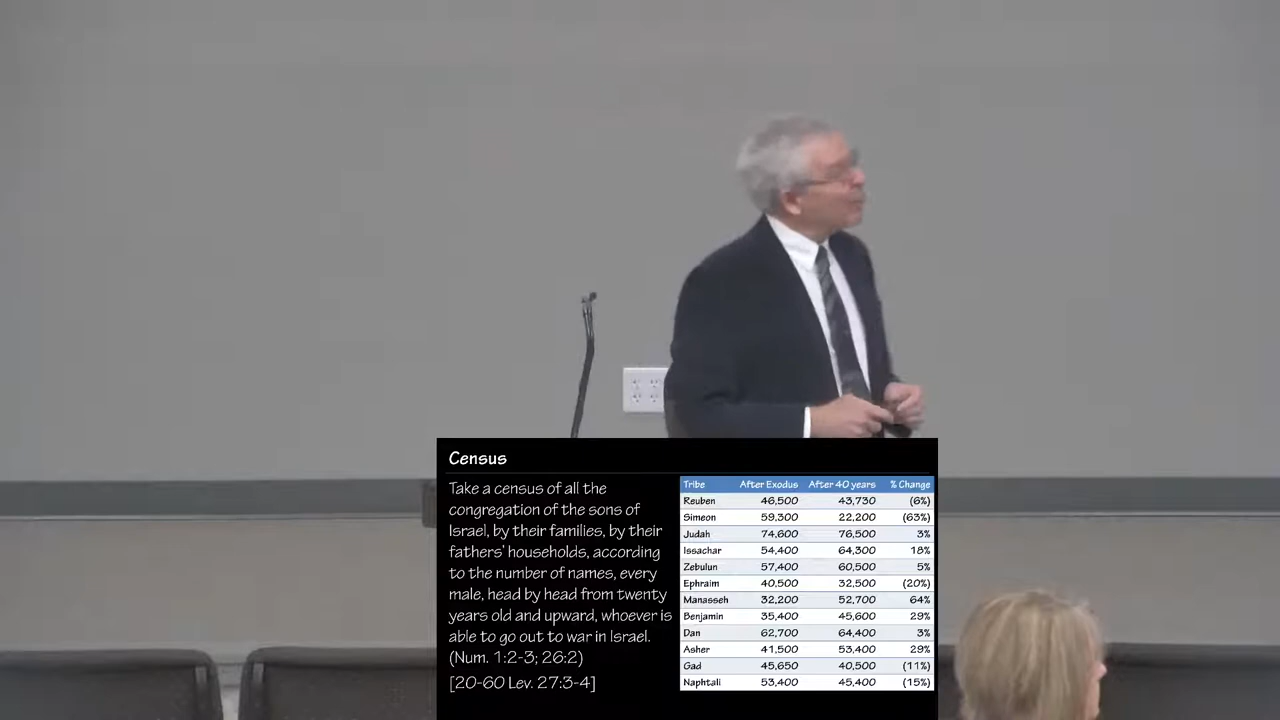 Census
Take a census of all the
congregation of the sons of
Israel, by their families, by their
fathers' households, according
to the number of names, every
male, head by head from twenty
years old and upward, whoever is
able to go out to war in Israel.
(Num. 1:2-3; 26:2)
[20-60 Lev. 27:3-4]
Tribe After Exodus After 40 years % Change
Reuben 46,500 43,730 (6%)
Simeon 59,300 22,200 (63%)
Judah 74,600 76,500 3%
Issachar 54,400 64,300 18%
Zebulun 57,400 60,500 5%
Ephraim 40,500 32,500 (20%)
Manasseh 32,200 52,700 64%
Benjamin 35,400 45,600 29%
Dan 62,700 64,400 3%
Asher 41,500 53,400 29%
Gad 45,650 40,500 (11%)
Naphtali 53,400 45,400 (15%)